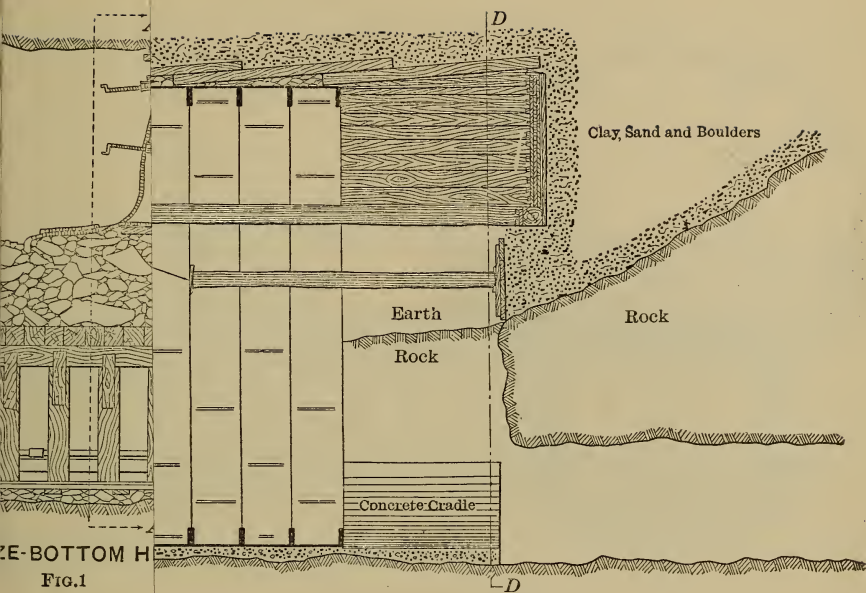 D
Clay, Sand and Boulders
Earth
Rock
Rock
Concrete Cradle
ZE-BOTTOM H
FIG.1
D